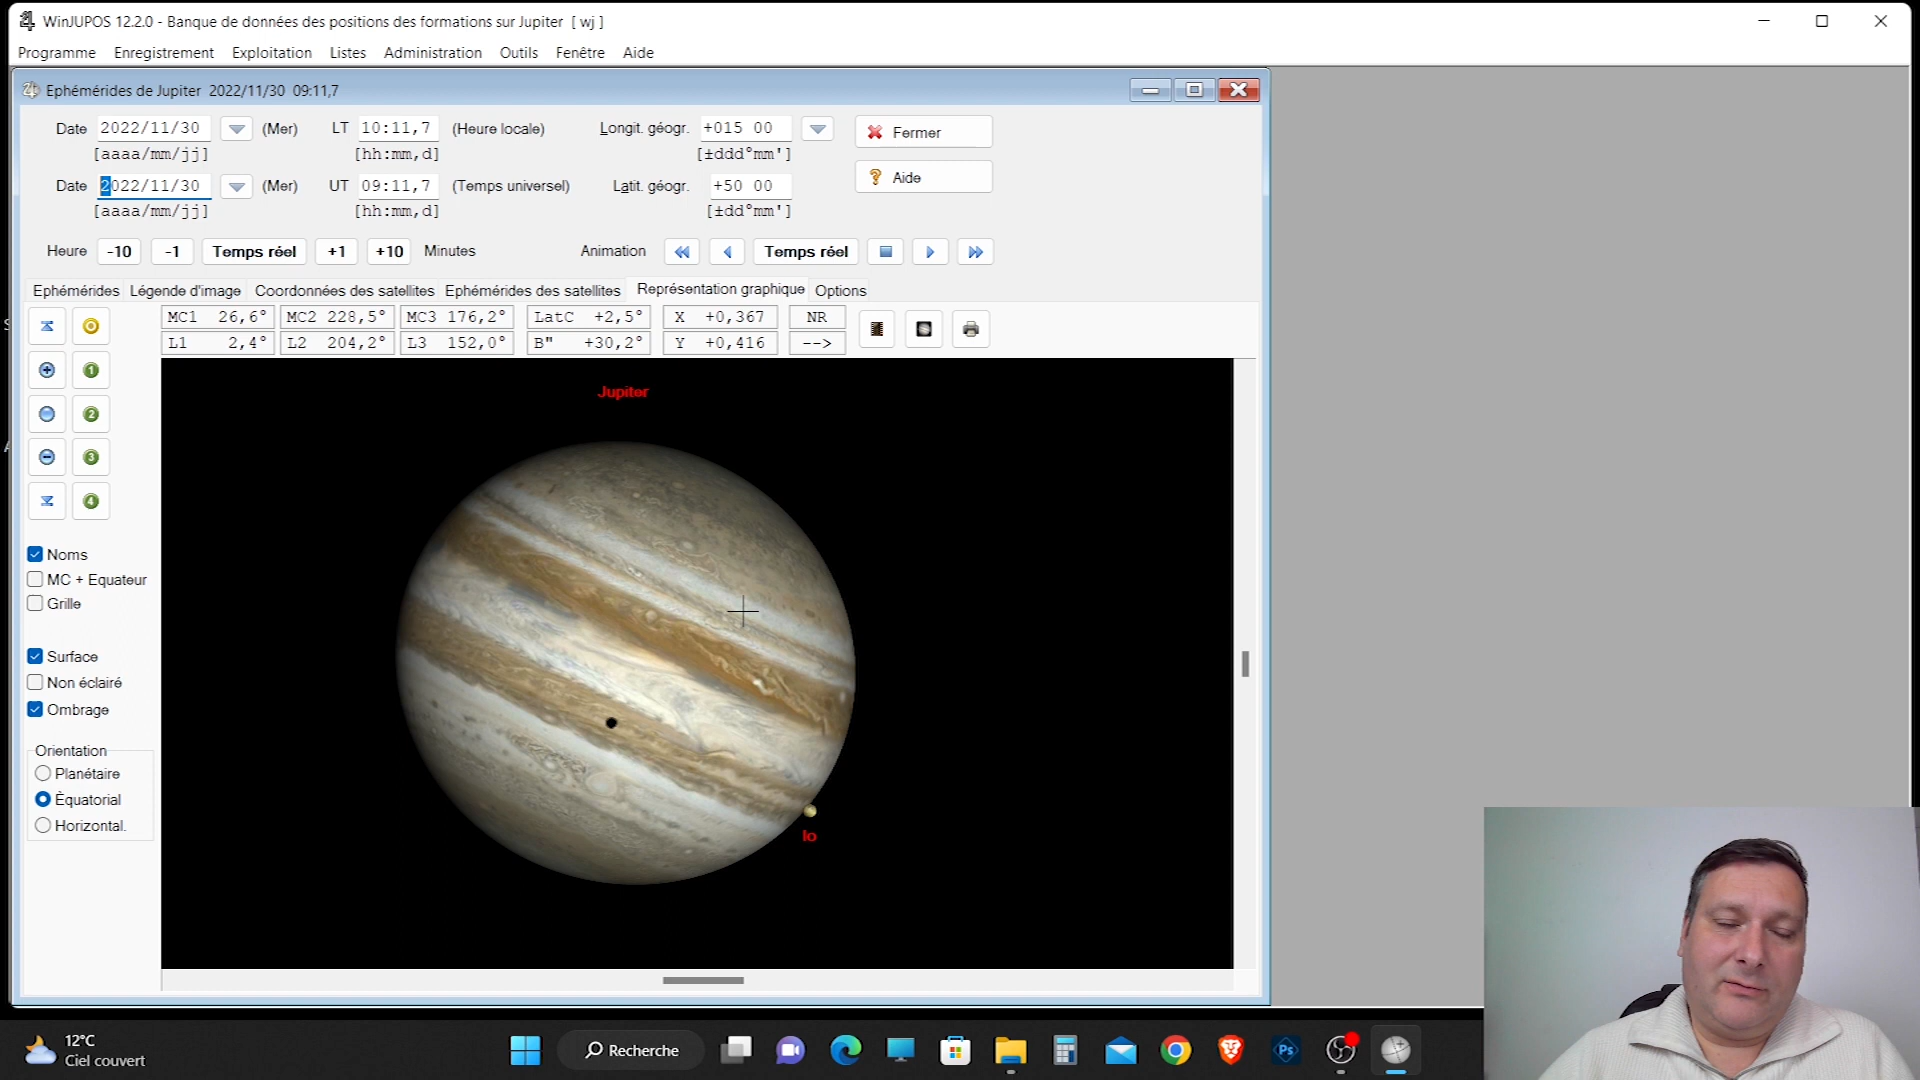 WinJUPOS 12.2.0 - Banque de données des positions des formations sur Jupiter [ wj ]
Programme Enregistrement Exploitation Listes Administration Outils Fenêtre Aide
Ephémérides de Jupiter 2022/11/30 09:11,7
Date 2022/11/30 (Mer) LT 10:11,7 (Heure locale) Longit. géogr. +015 00 Fermer
[aaaa/mm/jj] [hh:mm,d] [±ddd°mm']
Date 2022/11/30 (Mer) UT 09:11,7 (Temps universel) Latit. géogr. +50 00 Aide
[aaaa/mm/jj] [hh:mm,d] [±dd°mm']
Heure -10 -1 Temps réel +1 +10 Minutes Animation Temps réel
Ephémérides Légende d'image Coordonnées des satellites Ephémérides des satellites Représentation graphique Options
MC1 26,6° MC2 228,5° MC3 176,2° LatC +2,5° X +0,367 NR
L1 2,4° L2 204,2° L3 152,0° B" +30,2° Y +0,416 -->
1
2
3
4
Jupiter
Io
Noms
MC + Equateur
Grille
Surface
Non éclairé
Ombrage
Orientation
Planétaire
Èquatorial
Horizontal.
12°C
Ciel couvert
Recherche
Ps